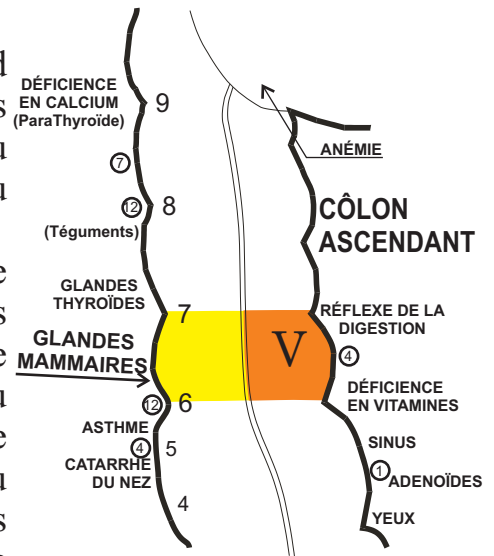 d
s
u
u
e
s
e
u
e
u
s
DÉFICIENCE
EN CALCIUM
(ParaThyroïde)
9
7
12
8
(Téguments)
GLANDES
THYROÏDES
7
GLANDES
MAMMAIRES
12
6
ASTHME
4
5
CATARRHE
DU NEZ
4
ANÉMIE
CÔLON
ASCENDANT
RÉFLEXE DE LA
DIGESTION
V
4
DÉFICIENCE
EN VITAMINES
SINUS
1
ADENOÏDES
YEUX